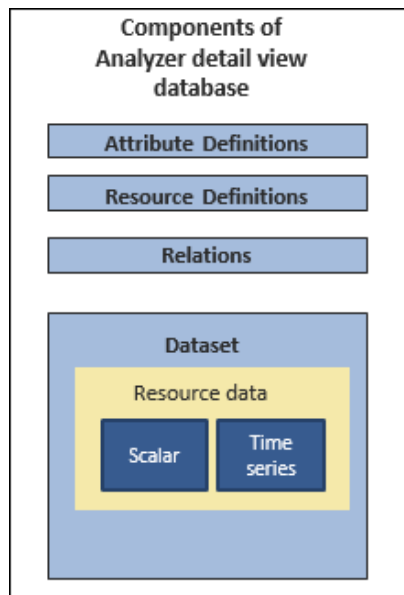 Components of
Analyzer detail view
database
Attribute Definitions
Resource Definitions
Relations
Dataset
Resource data
Scalar
Time
series